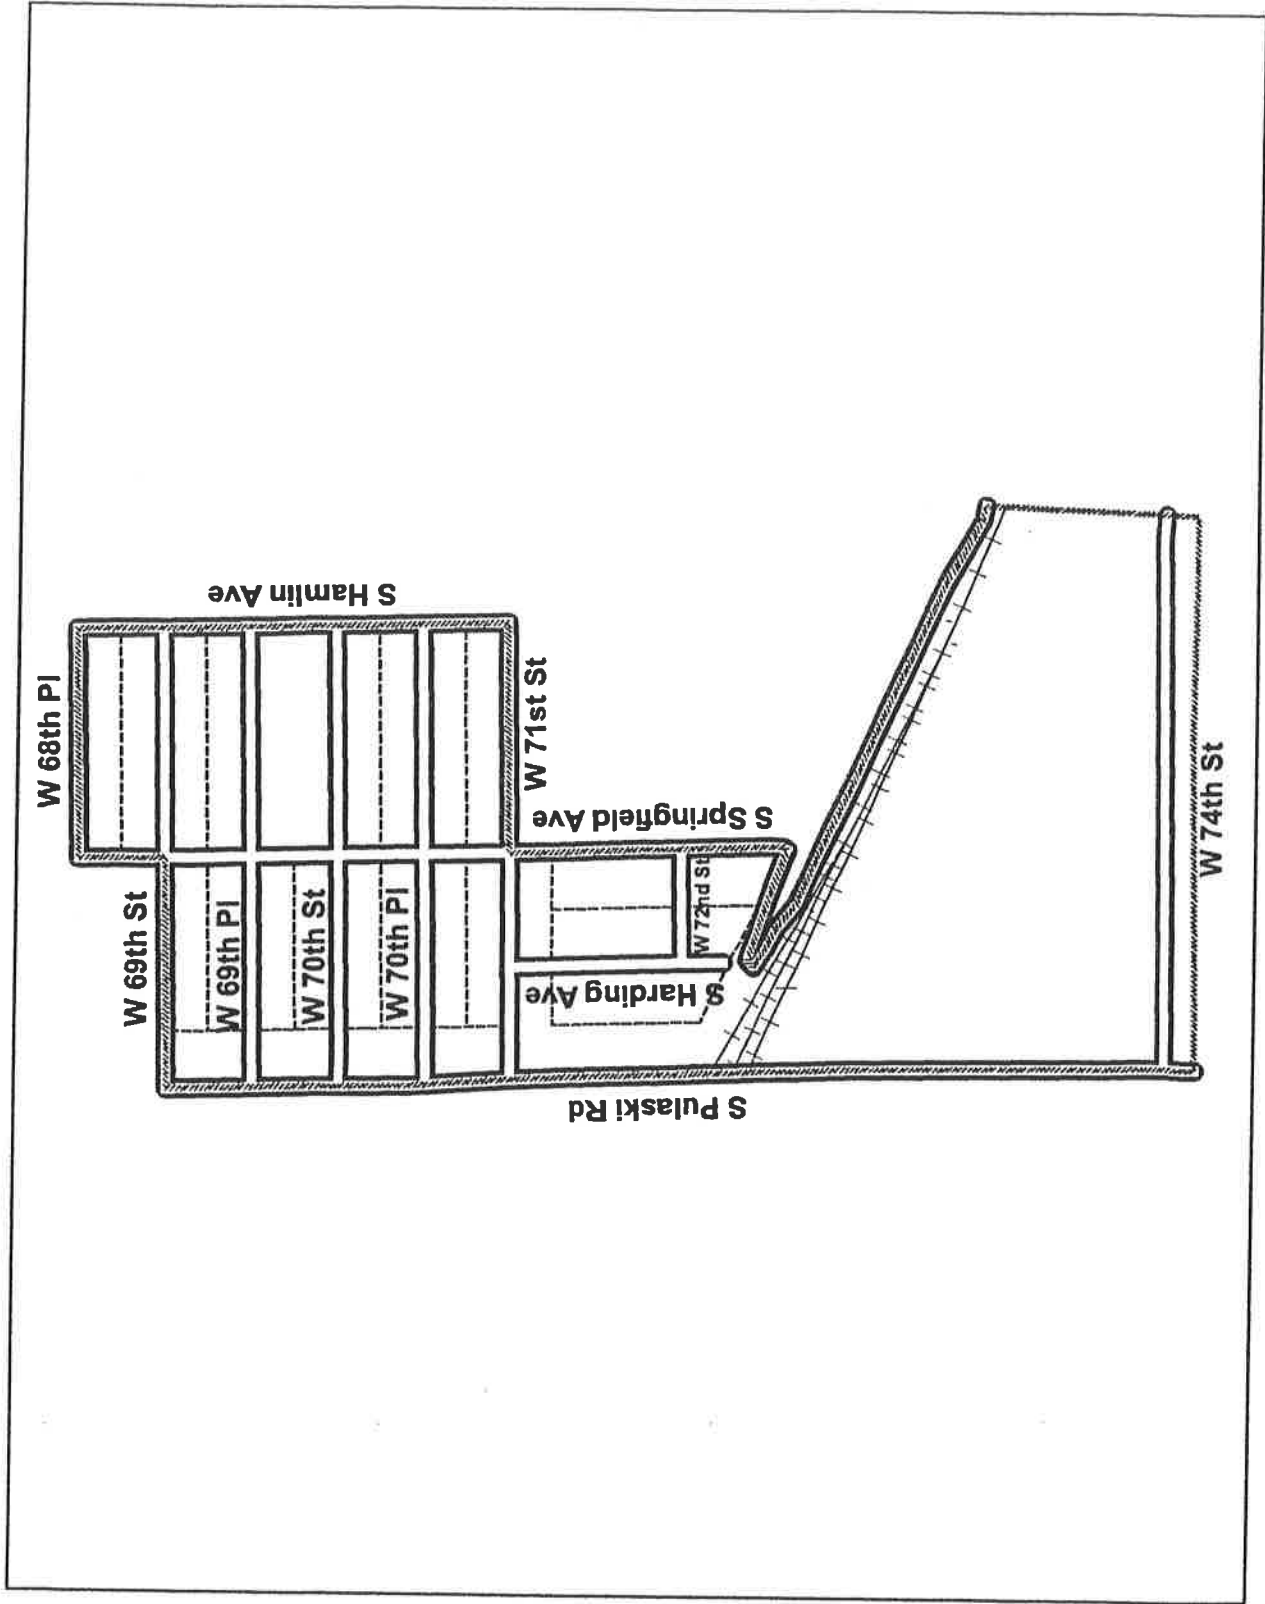 W 68th Pl
S Hamlin Ave
W 69th St
W 69th Pl
W 70th St
W 70th Pl
W 71st St
S Springfield Ave
W 72nd St
S Harding Ave
S Pulaski Rd
W 74th St